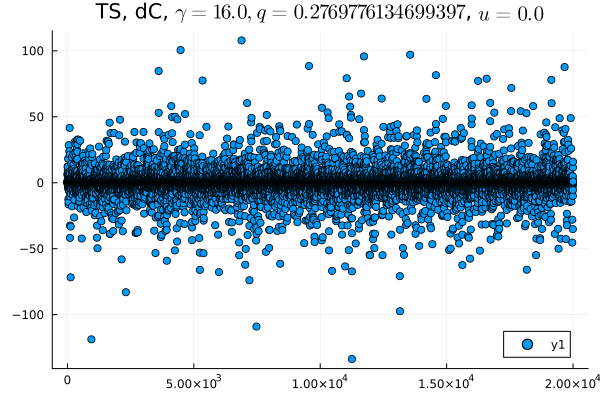 TS, dC, γ = 16.0, q = 0.2769776134699397, u = 0.0
100
50
0
−50
−100
y1
0 5.00×10³ 1.00×10⁴ 1.50×10⁴ 2.00×10⁴